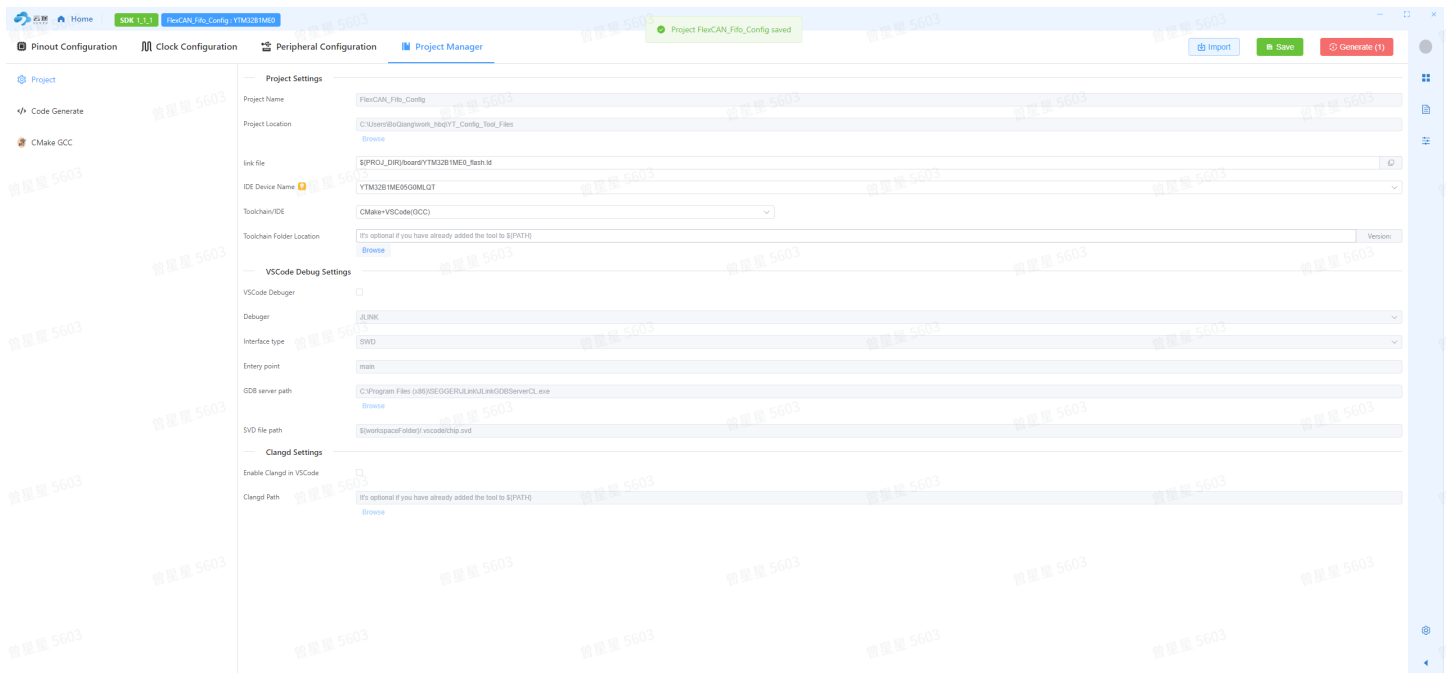 云途 Home SDK 1_1_1 FlexCAN_Fifo_Config : YTM32B1ME0
Project FlexCAN_Fifo_Config saved
Pinout Configuration Clock Configuration Peripheral Configuration Project Manager Import Save Generate (1)
Project
Code Generate
CMake GCC
Project Settings
Project Name FlexCAN_Fifo_Config
Project Location C:\Users\BoQiang\work_hbq\YT_Config_Tool_Files
Browse
link file ${PROJ_DIR}/board/YTM32B1ME0_flash.ld
IDE Device Name YTM32B1ME05G0MLQT
Toolchain/IDE CMake+VSCode(GCC)
Toolchain Folder Location It's optional if you have already added the tool to ${PATH} Version:
Browse
VSCode Debug Settings
VSCode Debuger
Debuger JLINK
Interface type SWD
Entery point main
GDB server path C:\Program Files (x86)\SEGGER\JLink\JLinkGDBServerCL.exe
Browse
SVD file path ${workspaceFolder}/.vscode/chip.svd
Clangd Settings
Enable Clangd in VSCode
Clangd Path It's optional if you have already added the tool to ${PATH}
Browse
曾星星 5603